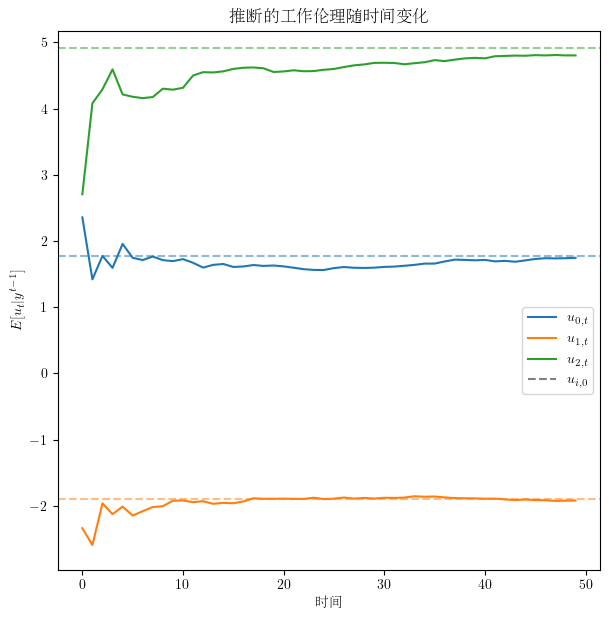 推断的工作伦理随时间变化
E[u_t|y^{t−1}]
5
4
3
2
1
0
−1
−2
u_{0,t}
u_{1,t}
u_{2,t}
u_{i,0}
0 10 20 30 40 50
时间